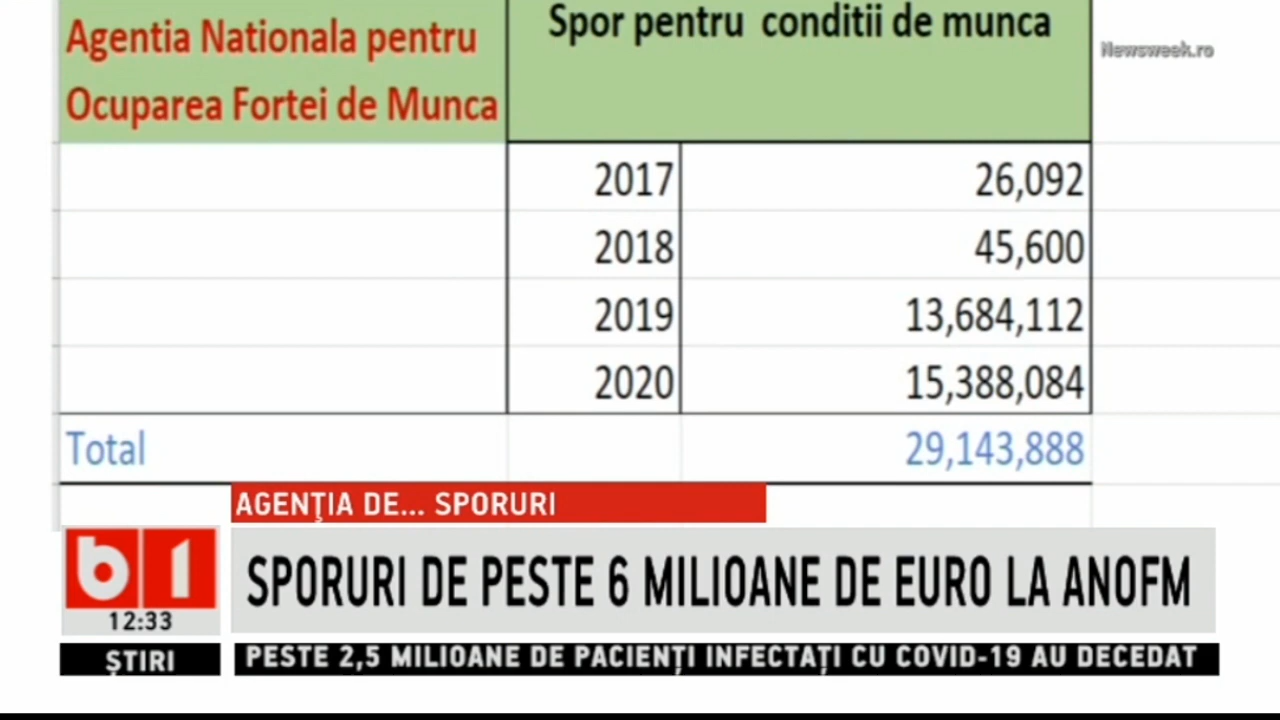 Agentia Nationala pentru
Ocuparea Fortei de Munca
Spor pentru  conditii de munca
Newsweek.ro
2017 26,092
2018 45,600
2019 13,684,112
2020 15,388,084
Total 29,143,888
AGENŢIA DE... SPORURI
b1
SPORURI DE PESTE 6 MILIOANE DE EURO LA ANOFM
12:33
ŞTIRI
PESTE 2,5 MILIOANE DE PACIENŢI INFECTAŢI CU COVID-19 AU DECEDAT